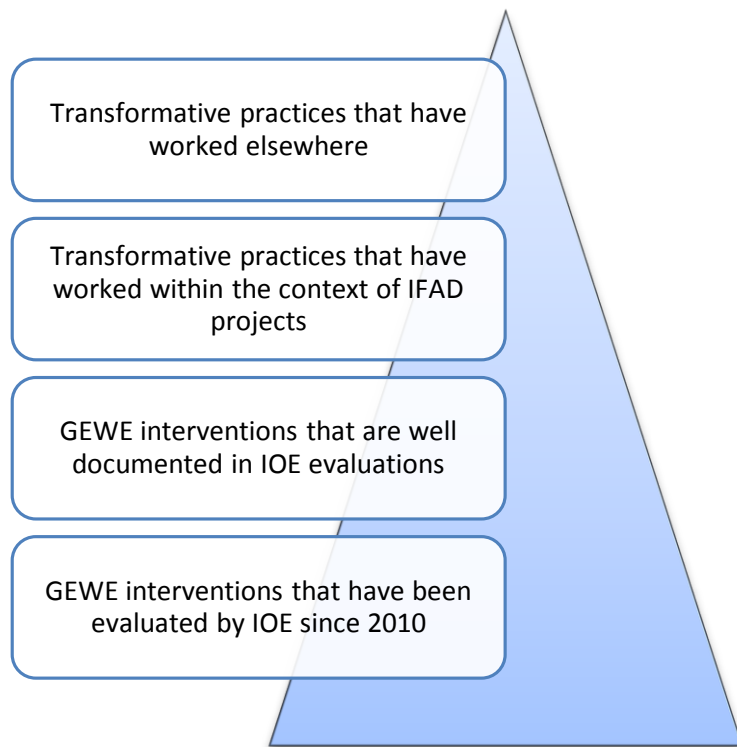 Transformative practices that have
worked elsewhere
Transformative practices that have
worked within the context of IFAD
projects
GEWE interventions that are well
documented in IOE evaluations
GEWE interventions that have been
evaluated by IOE since 2010